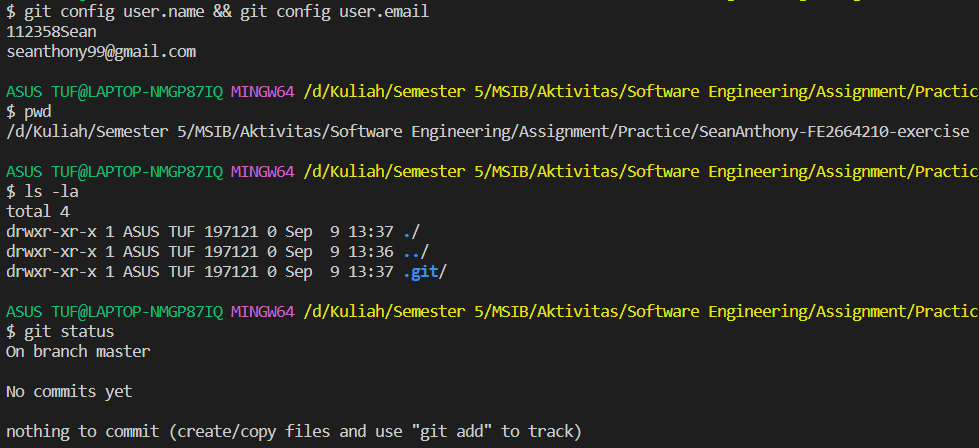 $ git config user.name && git config user.email
112358Sean
seanthony99@gmail.com
ASUS TUF@LAPTOP-NMGP87IQ MINGW64 /d/Kuliah/Semester 5/MSIB/Aktivitas/Software Engineering/Assignment/Practic
$ pwd
/d/Kuliah/Semester 5/MSIB/Aktivitas/Software Engineering/Assignment/Practice/SeanAnthony-FE2664210-exercise
ASUS TUF@LAPTOP-NMGP87IQ MINGW64 /d/Kuliah/Semester 5/MSIB/Aktivitas/Software Engineering/Assignment/Practic
$ ls -la
total 4
drwxr-xr-x 1 ASUS TUF 197121 0 Sep  9 13:37 ./
drwxr-xr-x 1 ASUS TUF 197121 0 Sep  9 13:36 ../
drwxr-xr-x 1 ASUS TUF 197121 0 Sep  9 13:37 .git/
ASUS TUF@LAPTOP-NMGP87IQ MINGW64 /d/Kuliah/Semester 5/MSIB/Aktivitas/Software Engineering/Assignment/Practic
$ git status
On branch master
No commits yet
nothing to commit (create/copy files and use "git add" to track)